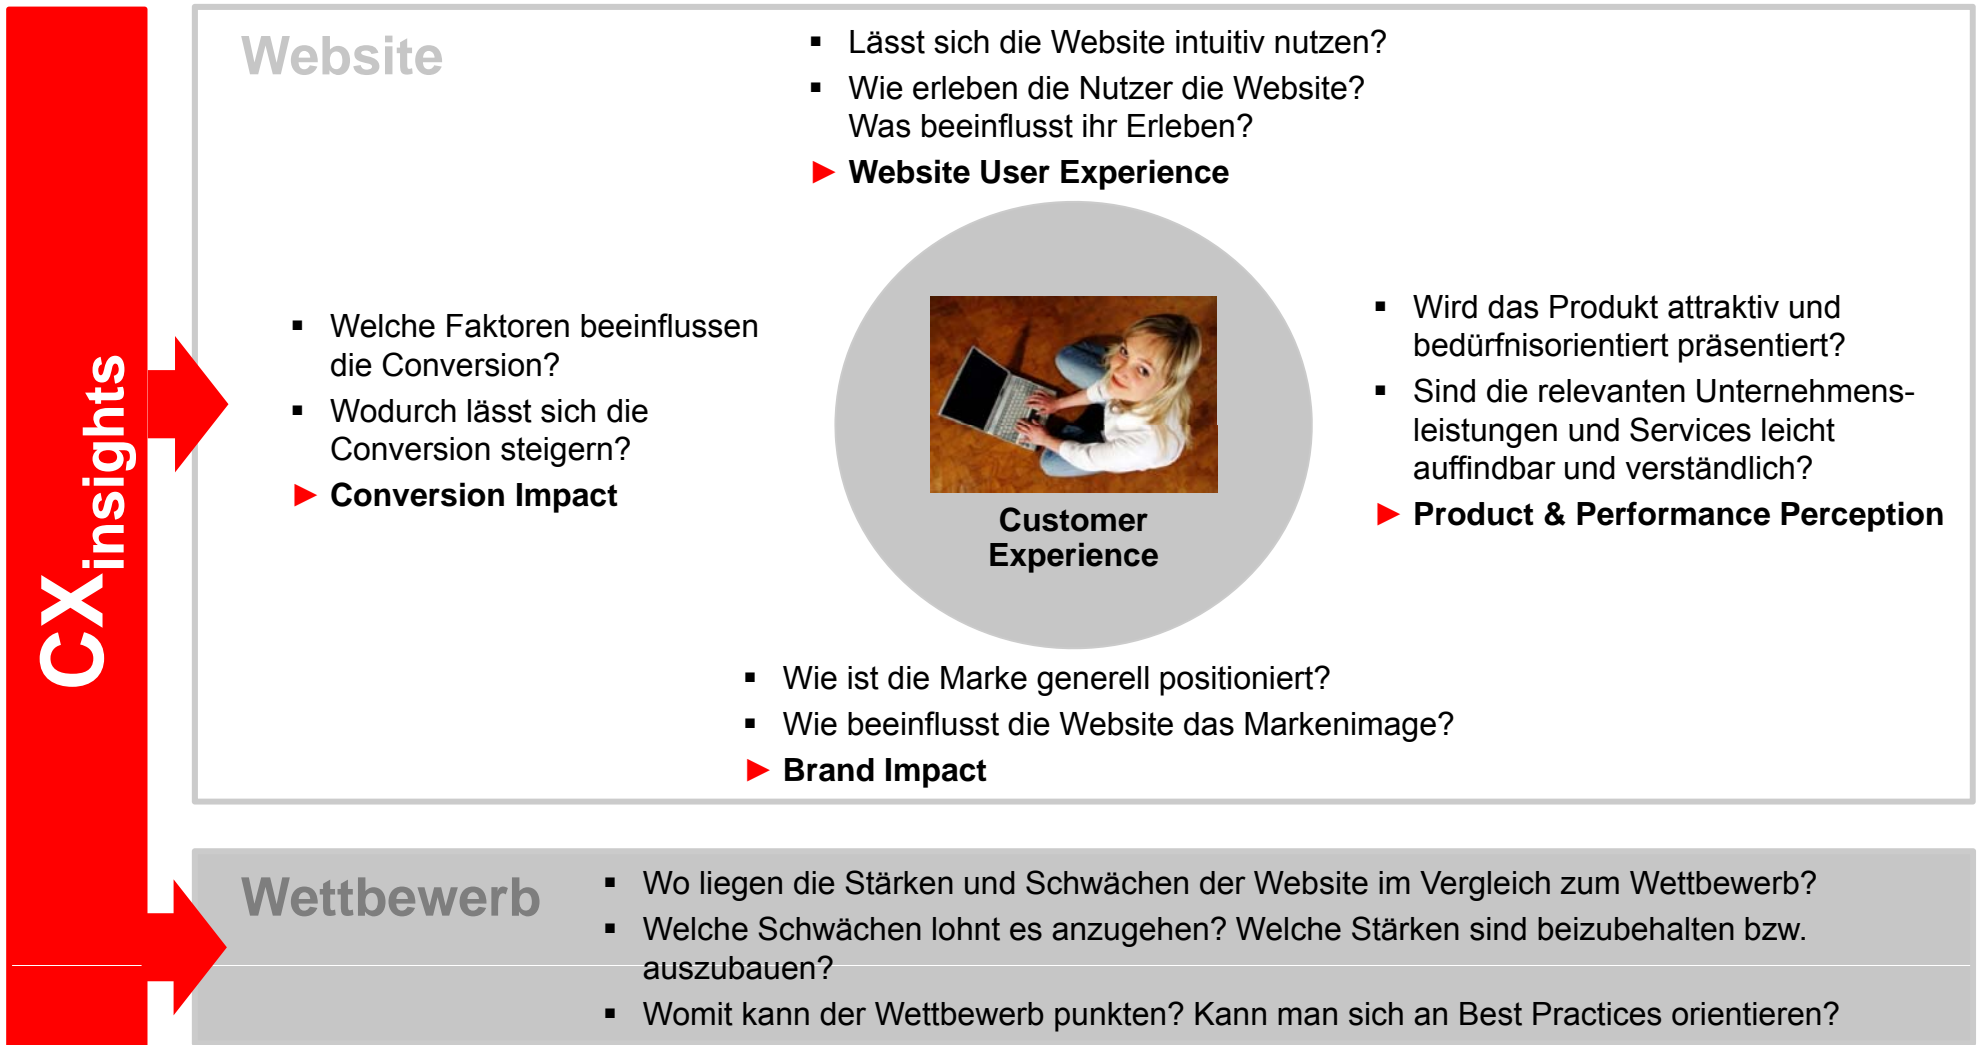 CXinsights
Website
▪ Lässt sich die Website intuitiv nutzen?
▪ Wie erleben die Nutzer die Website?
Was beeinflusst ihr Erleben?
► Website User Experience
▪ Welche Faktoren beeinflussen
die Conversion?
▪ Wodurch lässt sich die
Conversion steigern?
► Conversion Impact
Customer
Experience
▪ Wird das Produkt attraktiv und
bedürfnisorientiert präsentiert?
▪ Sind die relevanten Unternehmens-
leistungen und Services leicht
auffindbar und verständlich?
► Product & Performance Perception
▪ Wie ist die Marke generell positioniert?
▪ Wie beeinflusst die Website das Markenimage?
► Brand Impact
Wettbewerb
▪ Wo liegen die Stärken und Schwächen der Website im Vergleich zum Wettbewerb?
▪ Welche Schwächen lohnt es anzugehen? Welche Stärken sind beizubehalten bzw.
auszubauen?
▪ Womit kann der Wettbewerb punkten? Kann man sich an Best Practices orientieren?